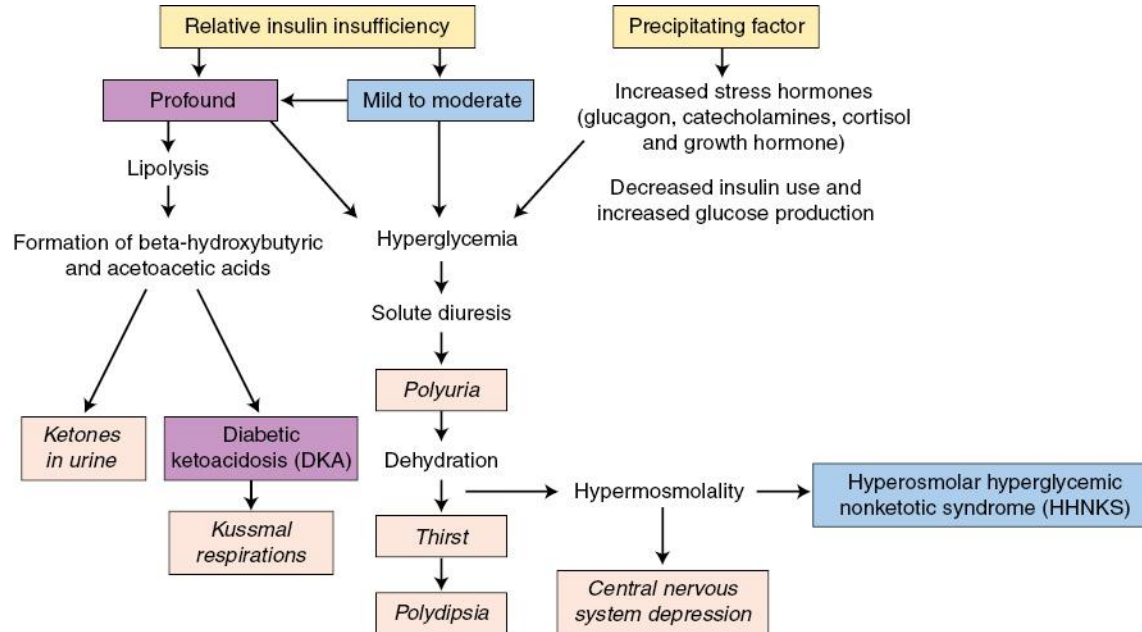 Relative insulin insufficiency
Precipitating factor
Profound
Mild to moderate
Increased stress hormones
(glucagon, catecholamines, cortisol
and growth hormone)
Lipolysis
Decreased insulin use and
increased glucose production
Formation of beta-hydroxybutyric
and acetoacetic acids
Hyperglycemia
Solute diuresis
Polyuria
Ketones
in urine
Diabetic
ketoacidosis (DKA)
Dehydration
Hypermosmolality
Hyperosmolar hyperglycemic
nonketotic syndrome (HHNKS)
Kussmal
respirations
Thirst
Polydipsia
Central nervous
system depression